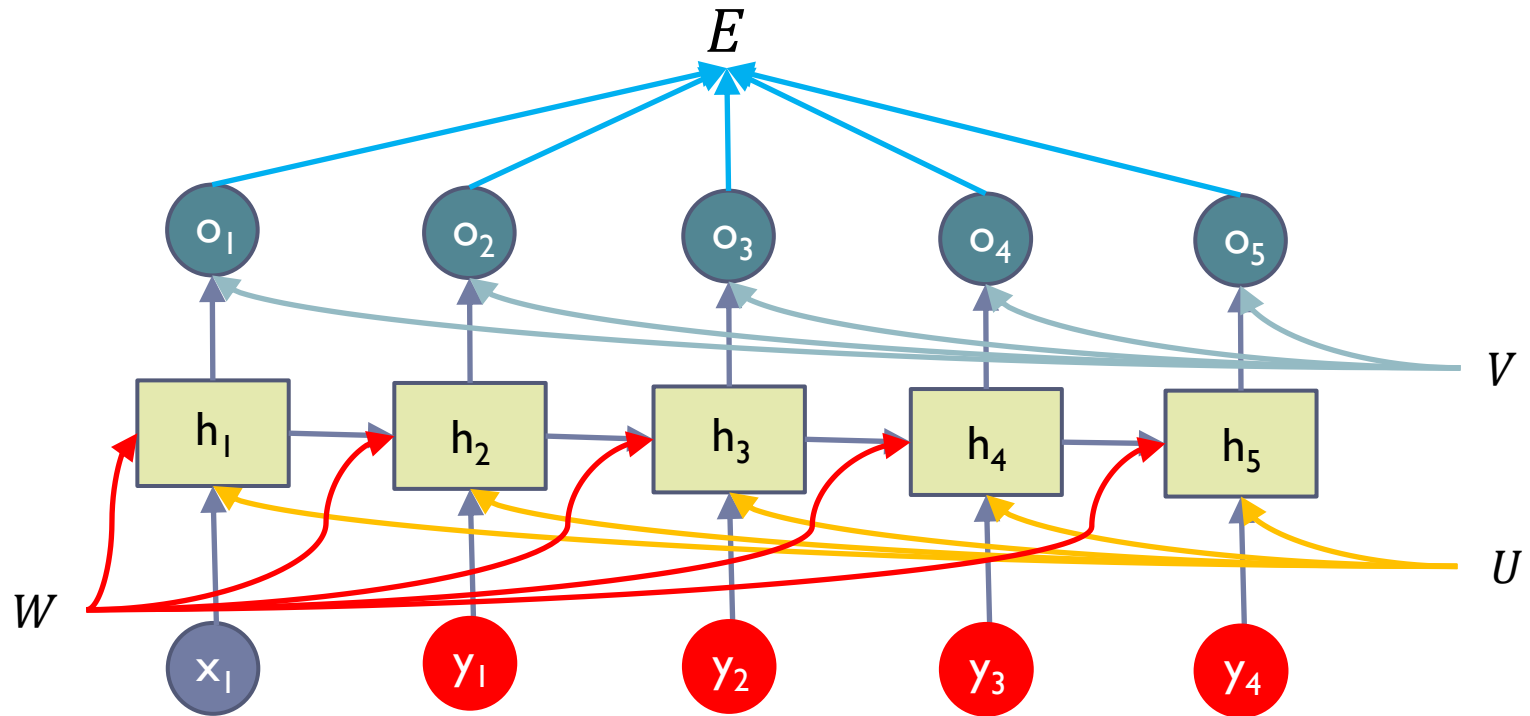 E
o₁ o₂ o₃ o₄ o₅
V
h₁ h₂ h₃ h₄ h₅
U
W
x₁ y₁ y₂ y₃ y₄